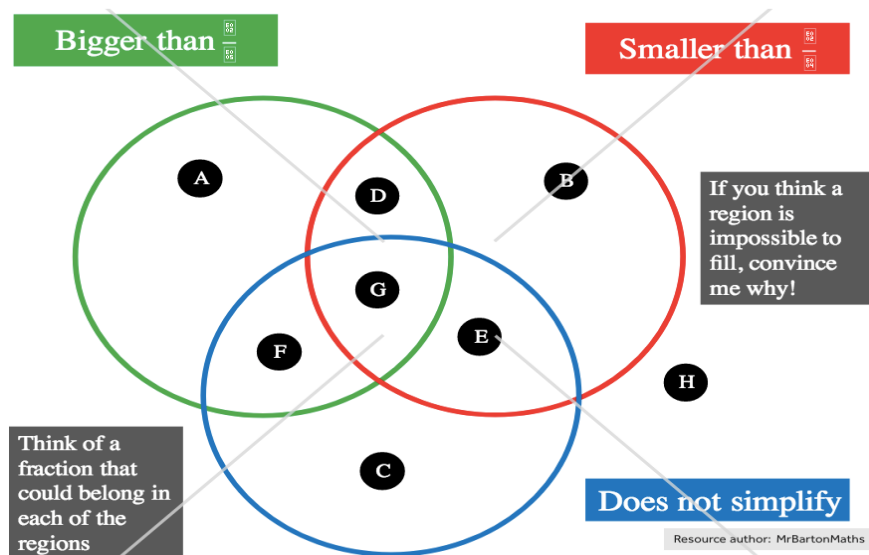 Bigger than
Smaller than
A
D
B
If you think a
region is
impossible to
fill, convince
me why!
G
F
E
H
Think of a
fraction that
could belong in
each of the
regions
C
Does not simplify
Resource author: MrBartonMaths